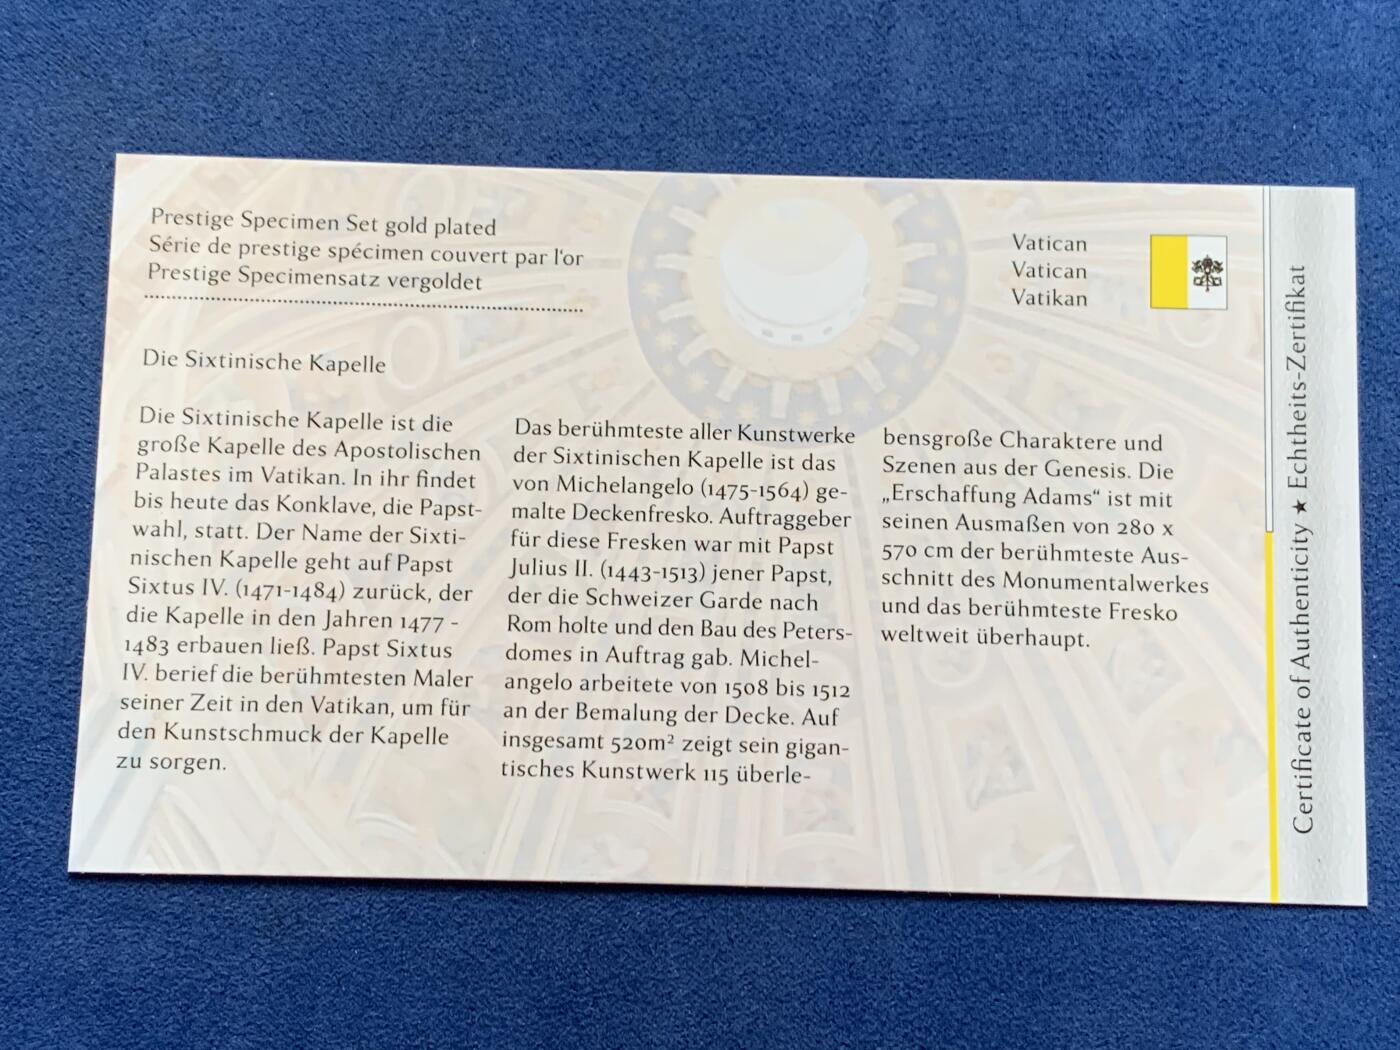 Prestige Specimen Set gold plated
Série de prestige spécimen couvert par l'or
Prestige Specimensatz vergoldet
Vatican
Vatican
Vatikan
Die Sixtinische Kapelle
Die Sixtinische Kapelle ist die
große Kapelle des Apostolischen
Palastes im Vatikan. In ihr findet
bis heute das Konklave, die Papst-
wahl, statt. Der Name der Sixti-
nischen Kapelle geht auf Papst
Sixtus IV. (1471-1484) zurück, der
die Kapelle in den Jahren 1477 -
1483 erbauen ließ. Papst Sixtus
IV. berief die berühmtesten Maler
seiner Zeit in den Vatikan, um für
den Kunstschmuck der Kapelle
zu sorgen.
Das berühmteste aller Kunstwerke
der Sixtinischen Kapelle ist das
von Michelangelo (1475-1564) ge-
malte Deckenfresko. Auftraggeber
für diese Fresken war mit Papst
Julius II. (1443-1513) jener Papst,
der die Schweizer Garde nach
Rom holte und den Bau des Peters-
domes in Auftrag gab. Michel-
angelo arbeitete von 1508 bis 1512
an der Bemalung der Decke. Auf
insgesamt 520m² zeigt sein gigan-
tisches Kunstwerk 115 überle-
bensgroße Charaktere und
Szenen aus der Genesis. Die
„Erschaffung Adams“ ist mit
seinen Ausmaßen von 280 x
570 cm der berühmteste Aus-
schnitt des Monumentalwerkes
und das berühmteste Fresko
weltweit überhaupt.
Certificate of Authenticity ★ Echtheits-Zertifikat